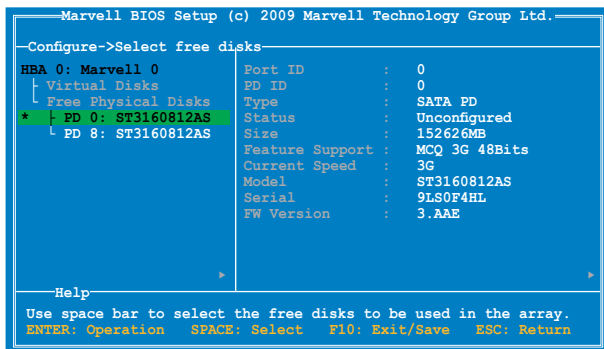 Marvell BIOS Setup (c) 2009 Marvell Technology Group Ltd.
Configure->Select free disks
HBA 0: Marvell 0
Virtual Disks
Free Physical Disks
* PD 0: ST3160812AS
PD 8: ST3160812AS
Port ID : 0
PD ID : 0
Type : SATA PD
Status : Unconfigured
Size : 152626MB
Feature Support : MCQ 3G 48Bits
Current Speed : 3G
Model : ST3160812AS
Serial : 9LS0F4HL
FW Version : 3.AAE
Help
Use space bar to select the free disks to be used in the array.
ENTER: Operation SPACE: Select F10: Exit/Save ESC: Return